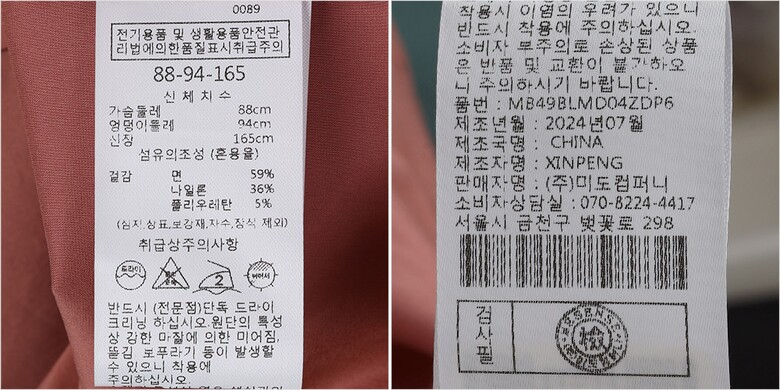 0089
전기용품 및 생활용품안전관
리법에의한품질표시취급주의
88-94-165
신체치수
가슴둘레 88cm
엉덩이둘레 94cm
신장 165cm
섬유의조성 (혼용율)
겉감 면 59%
나일론 36%
폴리우레탄 5%
(심지,상표,보강재,자수,장식 제외)
취급상주의사항
드라이
2
반드시 (전문점)단독 드라이
크리닝 하십시오.원단의 특성
상 강한 마찰에 의한 미어짐,
뜯김 보푸라기 등이 발생할
수 있으니 착용에
주의하십시오.
착용시 이염의 우려가 있으니
반드시 착용에 주의하십시오.
소비자 부주의로 손상된 상품
은 반품 및 교환이 불가하오
니 주의하시기 바랍니다.
품번 : MB49BLMD04ZDP6
제조년월 : 2024년07월
제조국명 : CHINA
제조자명 : XINPENG
판매자명 : (주)미도컴퍼니
소비자상담실 : 070-8224-4417
서울시 금천구 벚꽃로 298
검사필